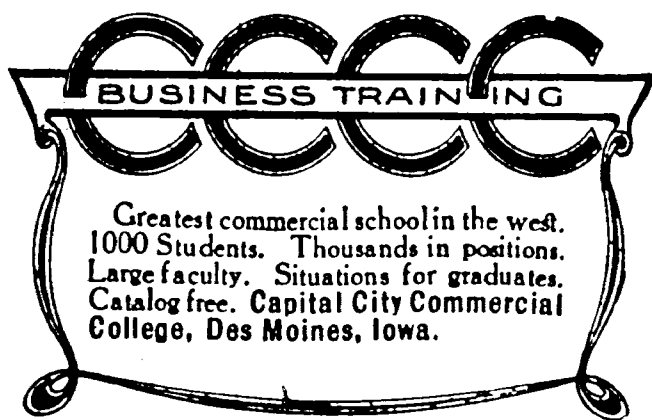 CCCC
BUSINESS TRAINING
Greatest commercial school in the west.
1000 Students. Thousands in positions.
Large faculty. Situations for graduates.
Catalog free. Capital City Commercial
College, Des Moines, Iowa.